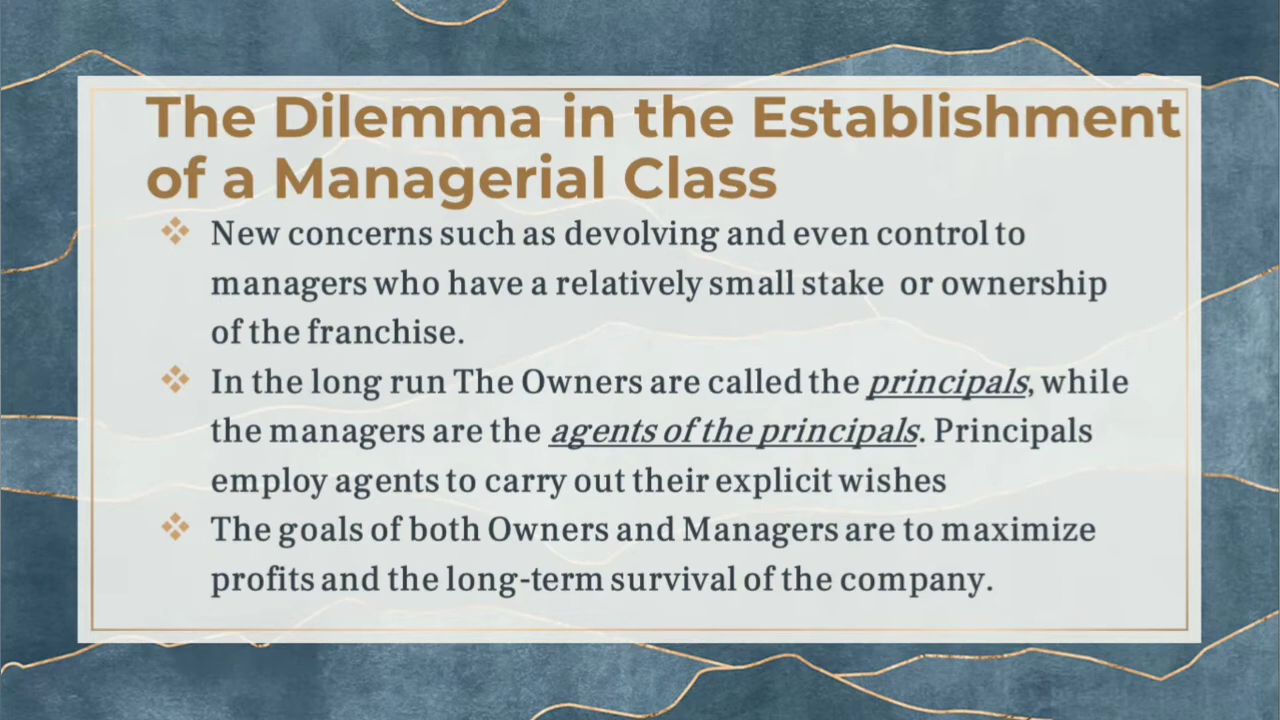 The Dilemma in the Establishment
of a Managerial Class
New concerns such as devolving and even control to
managers who have a relatively small stake or ownership
of the franchise.
In the long run The Owners are called the principals, while
the managers are the agents of the principals. Principals
employ agents to carry out their explicit wishes
The goals of both Owners and Managers are to maximize
profits and the long-term survival of the company.